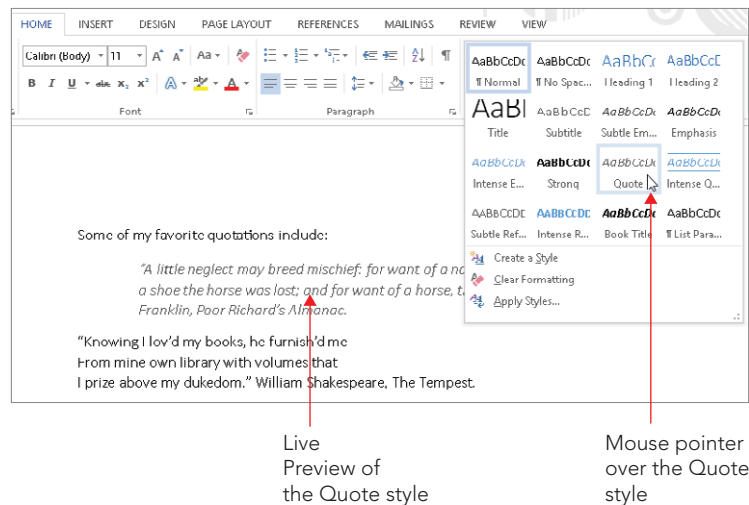 HOME INSERT DESIGN PAGE LAYOUT REFERENCES MAILINGS REVIEW VIEW
Calibri (Body) 11 A A Aa
B I U abc x₂ x² A ab A
Font Paragraph
AaBbCcDc AaBbCcDc AaBbCc AaBbCcD
¶ Normal ¶ No Spac... Heading 1 Heading 2
AaBl AaBbCcD AaBbCcDc AaBbCcDc
Title Subtitle Subtle Em... Emphasis
AaBbCcDc AaBbCcDc AaBbCcDc AaBbCcDc
Intense E... Strong Quote Intense Q...
AABBCCDC AABBCCDC AaBbCcDc AaBbCcDc
Subtle Ref... Intense R... Book Title ¶ List Para...
Create a Style
Clear Formatting
Apply Styles...
Some of my favorite quotations include:
"A little neglect may breed mischief: for want of a
a shoe the horse was lost; and for want of a horse,
Franklin, Poor Richard's Almanac.
"Knowing I lov'd my books, he furnish'd me
From mine own library with volumes that
I prize above my dukedom." William Shakespeare, The Tempest.
Live
Preview of
the Quote style
Mouse pointer
over the Quote
style